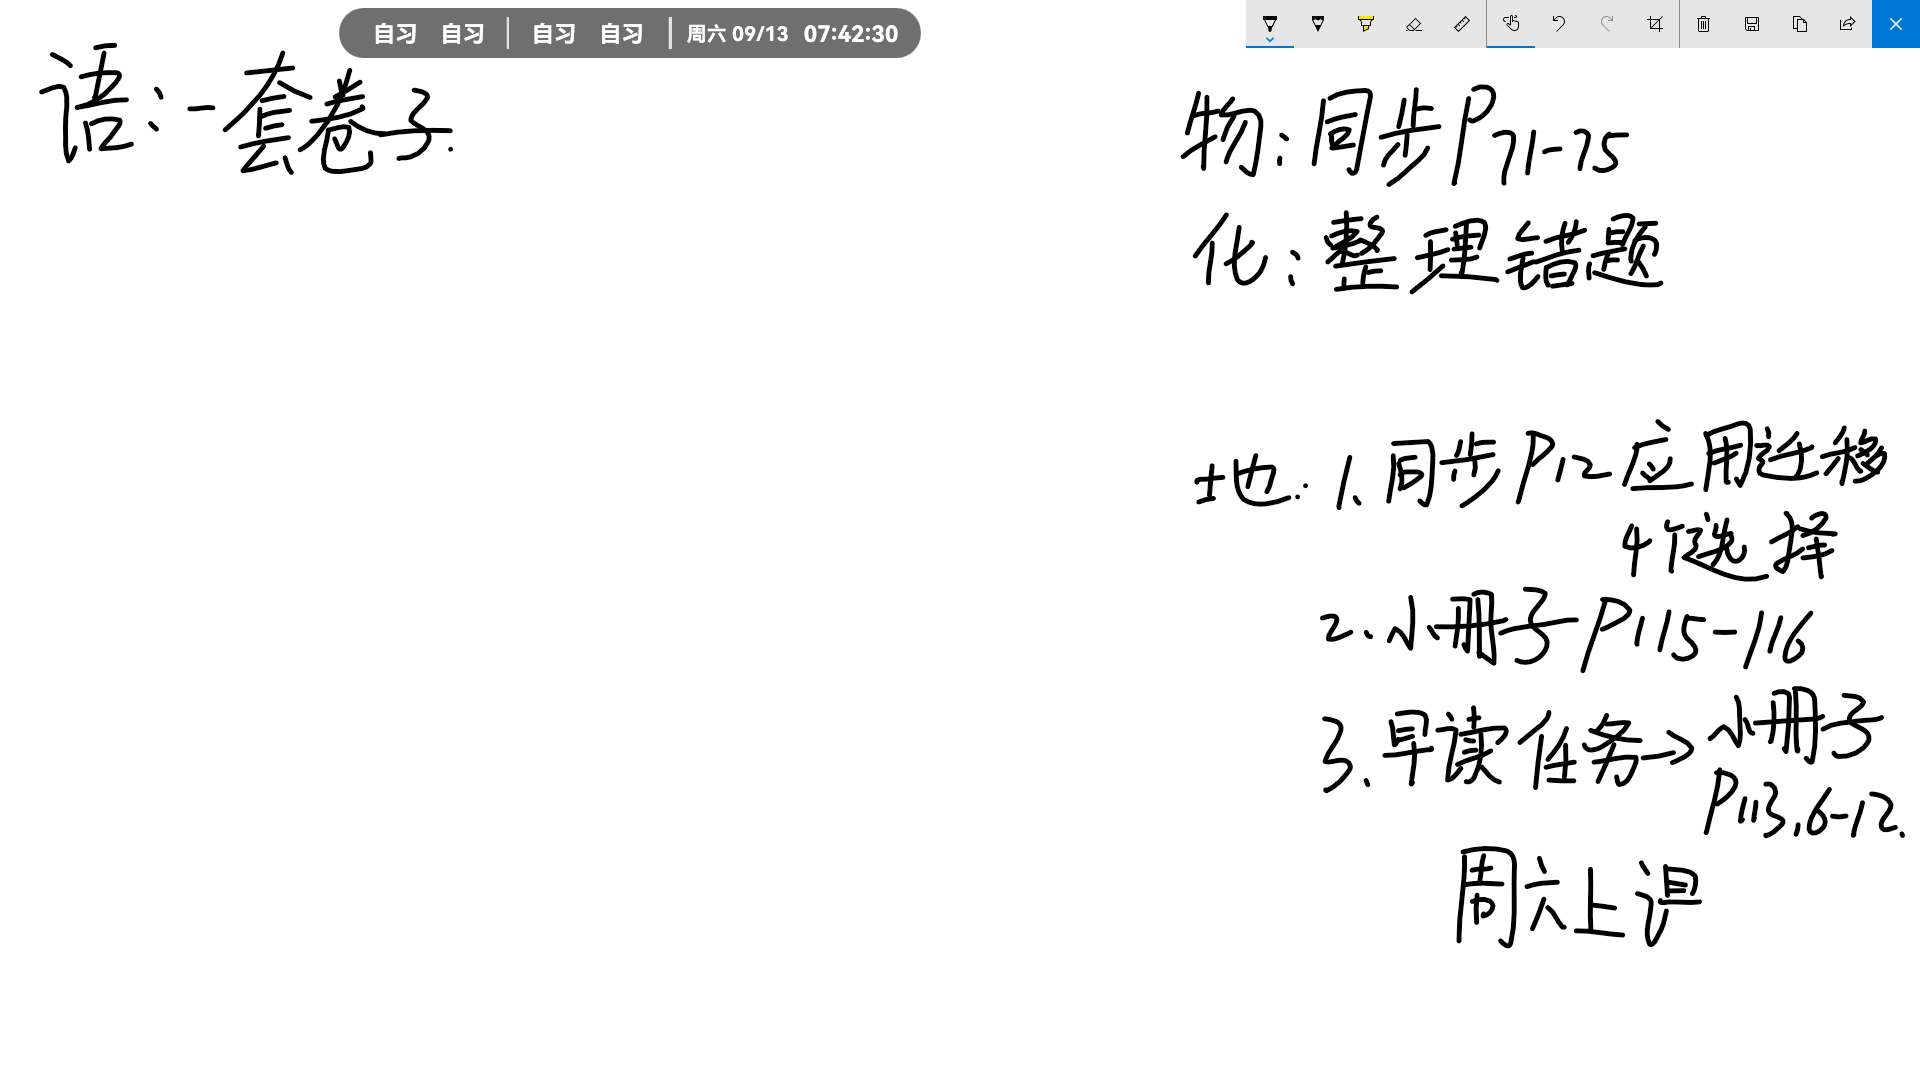 自习 自习 | 自习 自习 | 周六 09/13 07:42:30
语:一套卷子.
物:同步P71-75
化:整理错题
地:1.同步P12应用迁移
4个选择
2.小册子P115-116
3.早读任务→小册子
P113,6-12.
周六上课